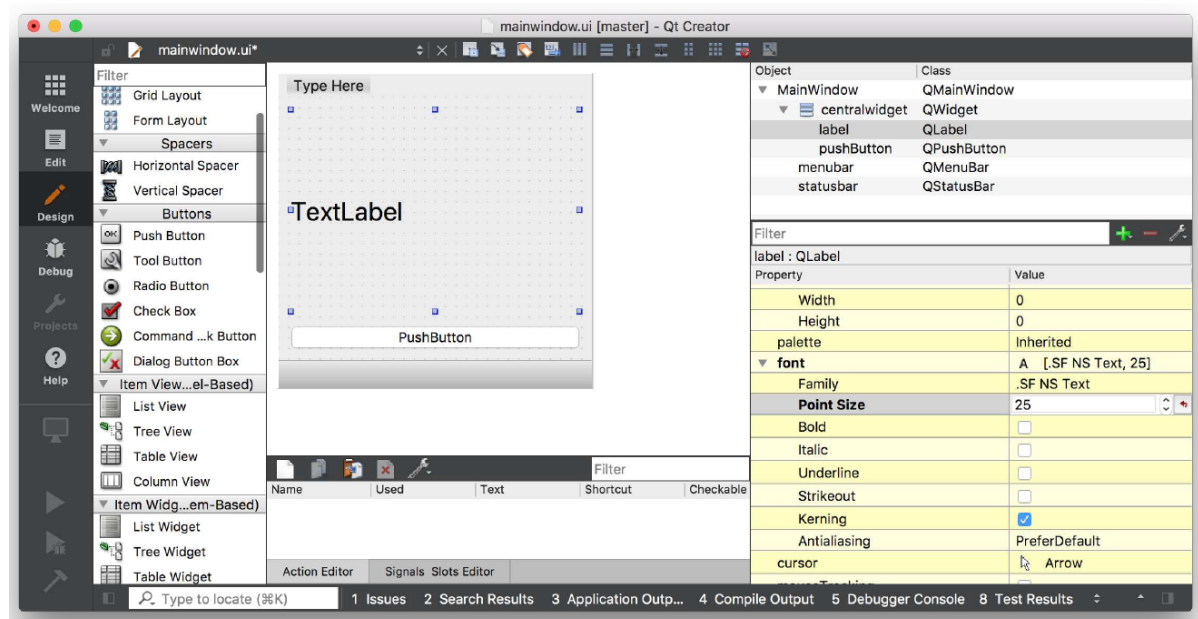 mainwindow.ui [master] - Qt Creator
mainwindow.ui*
Welcome
Edit
Design
Debug
Projects
Help
Filter
Grid Layout
Form Layout
Spacers
Horizontal Spacer
Vertical Spacer
Buttons
OK
Push Button
Tool Button
Radio Button
Check Box
Command ...k Button
Dialog Button Box
Item View...el-Based)
List View
Tree View
Table View
Column View
Item Widg...em-Based)
List Widget
Tree Widget
Table Widget
Type Here
TextLabel
PushButton
Filter
Name Used Text Shortcut Checkable
Action Editor Signals Slots Editor
Object Class
MainWindow QMainWindow
centralwidget QWidget
label QLabel
pushButton QPushButton
menubar QMenuBar
statusbar QStatusBar
Filter
label : QLabel
Property Value
Width 0
Height 0
palette Inherited
font A [.SF NS Text, 25]
Family .SF NS Text
Point Size 25
Bold
Italic
Underline
Strikeout
Kerning
Antialiasing PreferDefault
cursor Arrow
Type to locate (⌘K) 1 Issues 2 Search Results 3 Application Outp... 4 Compile Output 5 Debugger Console 8 Test Results